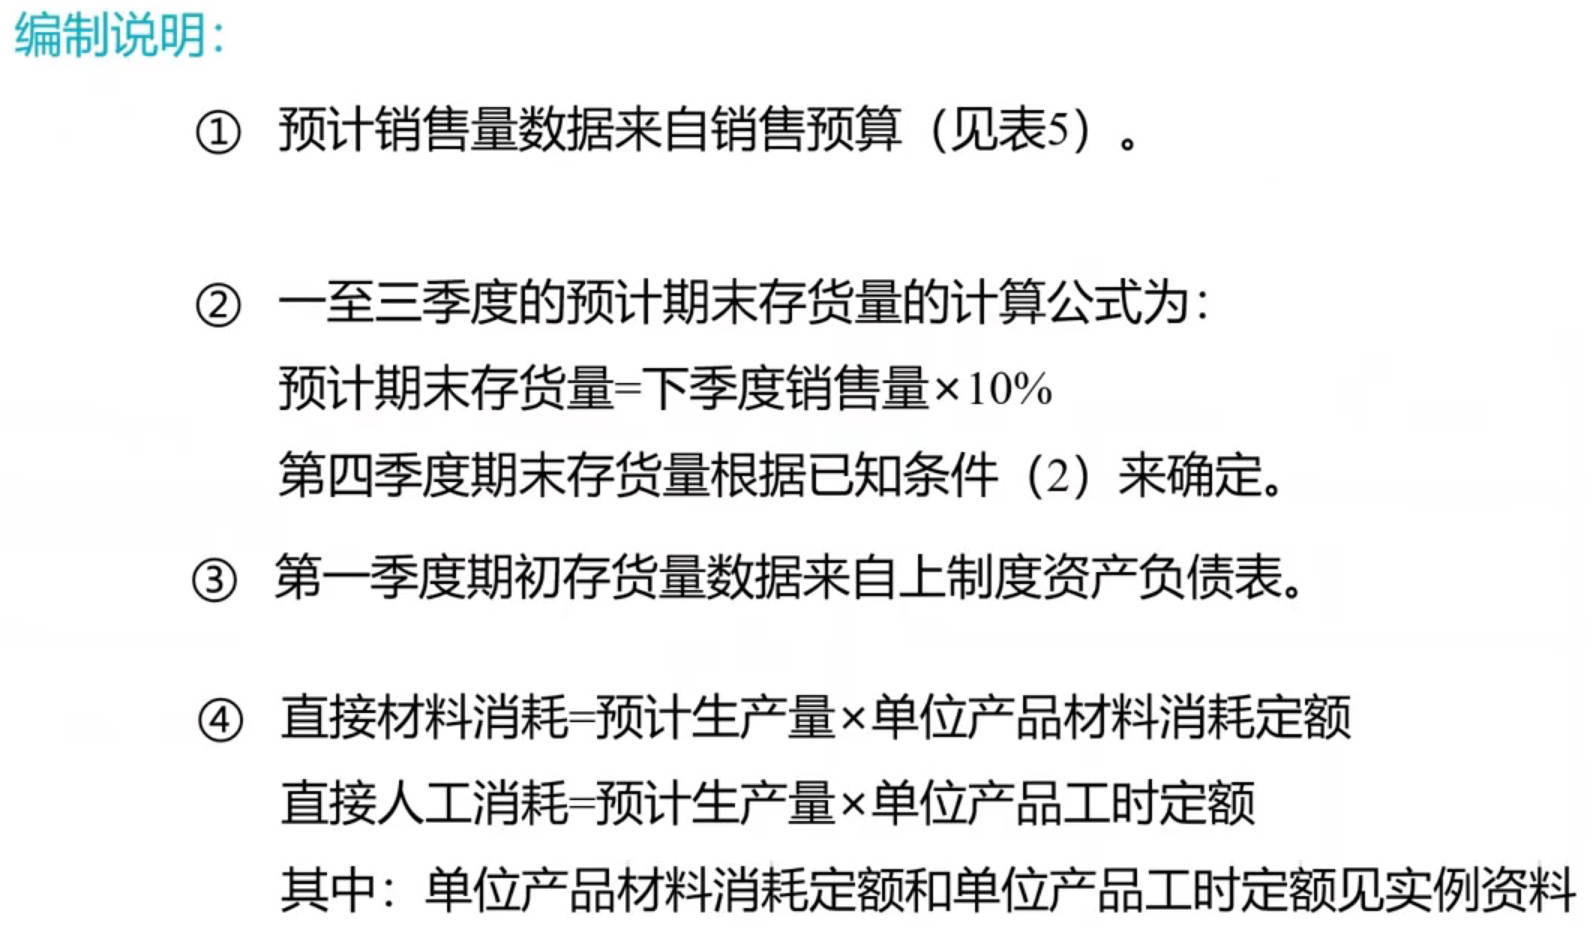 编制说明：
① 预计销售量数据来自销售预算（见表5）。
② 一至三季度的预计期末存货量的计算公式为：
预计期末存货量=下季度销售量×10%
第四季度期末存货量根据已知条件（2）来确定。
③ 第一季度期初存货量数据来自上制度资产负债表。
④ 直接材料消耗=预计生产量×单位产品材料消耗定额
直接人工消耗=预计生产量×单位产品工时定额
其中：单位产品材料消耗定额和单位产品工时定额见实例资料